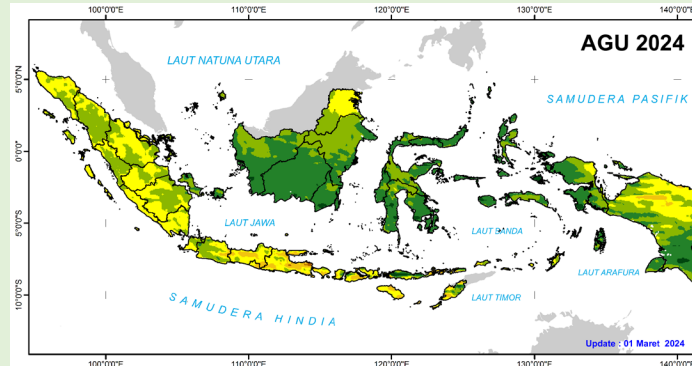 100°0'0"E 110°0'0"E 120°0'0"E 130°0'0"E 140°0'0"E
AGU 2024
LAUT NATUNA UTARA
5°0'0"N
SAMUDERA PASIFIK
0°0'0"
LAUT JAWA
LAUT BANDA
5°0'0"S
LAUT ARAFURA
10°0'0"S
LAUT TIMOR
SAMUDERA HINDIA
Update : 01 Maret 2024
100°0'0"E 110°0'0"E 120°0'0"E 130°0'0"E 140°0'0"E